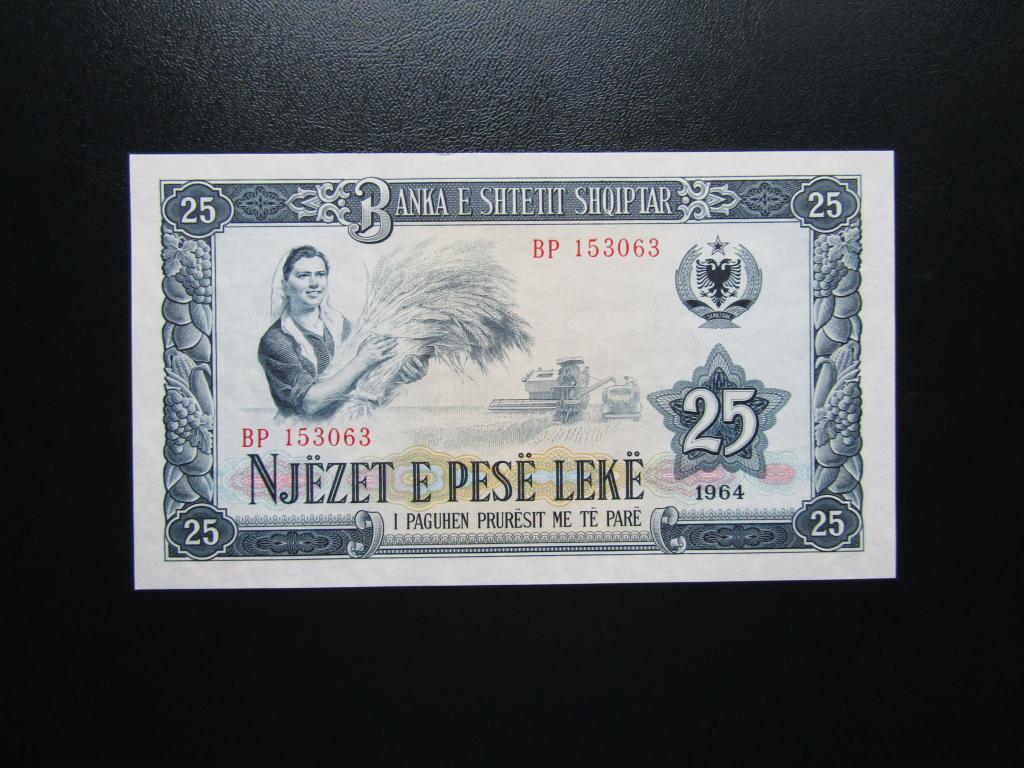 25 BANKA E SHTETIT SHQIPTAR 25
BP 153063
25
BP 153063
NJËZET E PESË LEKË
1964
I PAGUHEN PRURËSIT ME TË PARË
25 25